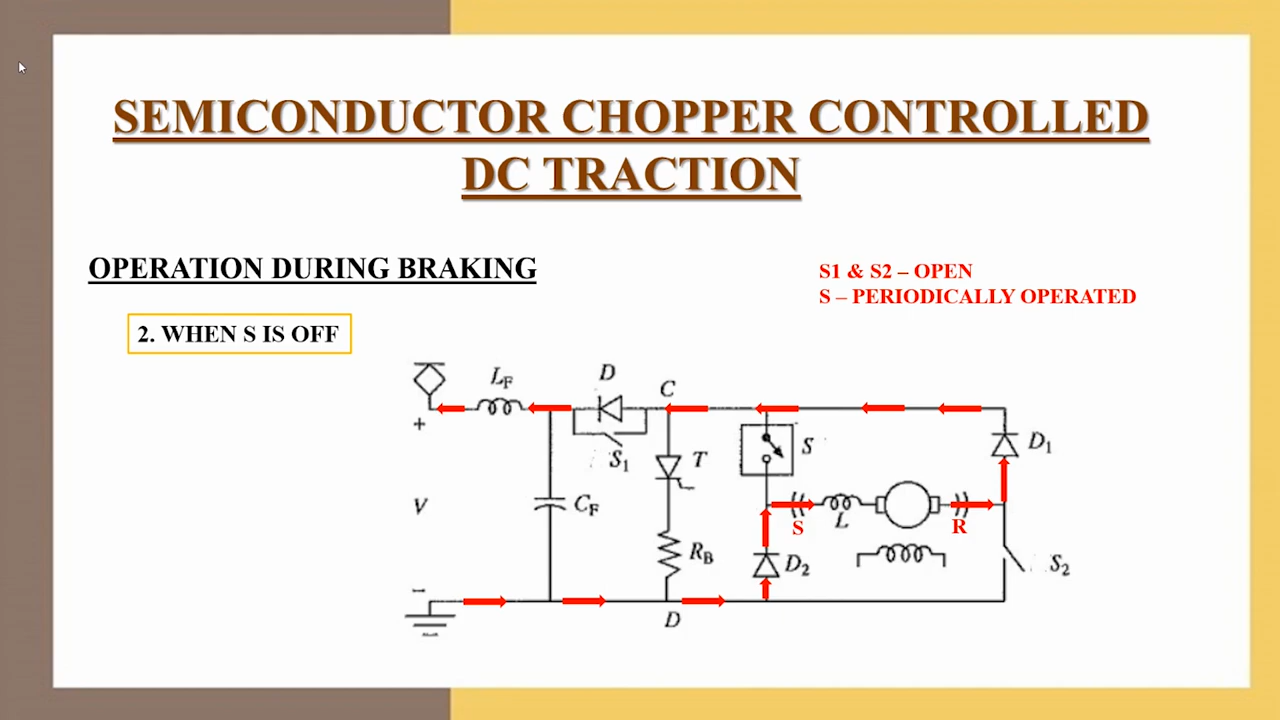 SEMICONDUCTOR CHOPPER CONTROLLED
DC TRACTION
OPERATION DURING BRAKING
S1 & S2 – OPEN
S – PERIODICALLY OPERATED
2. WHEN S IS OFF
LF
D
C
+
S1
T
S
D1
V
CF
S
L
R
RB
D2
S2
–
D